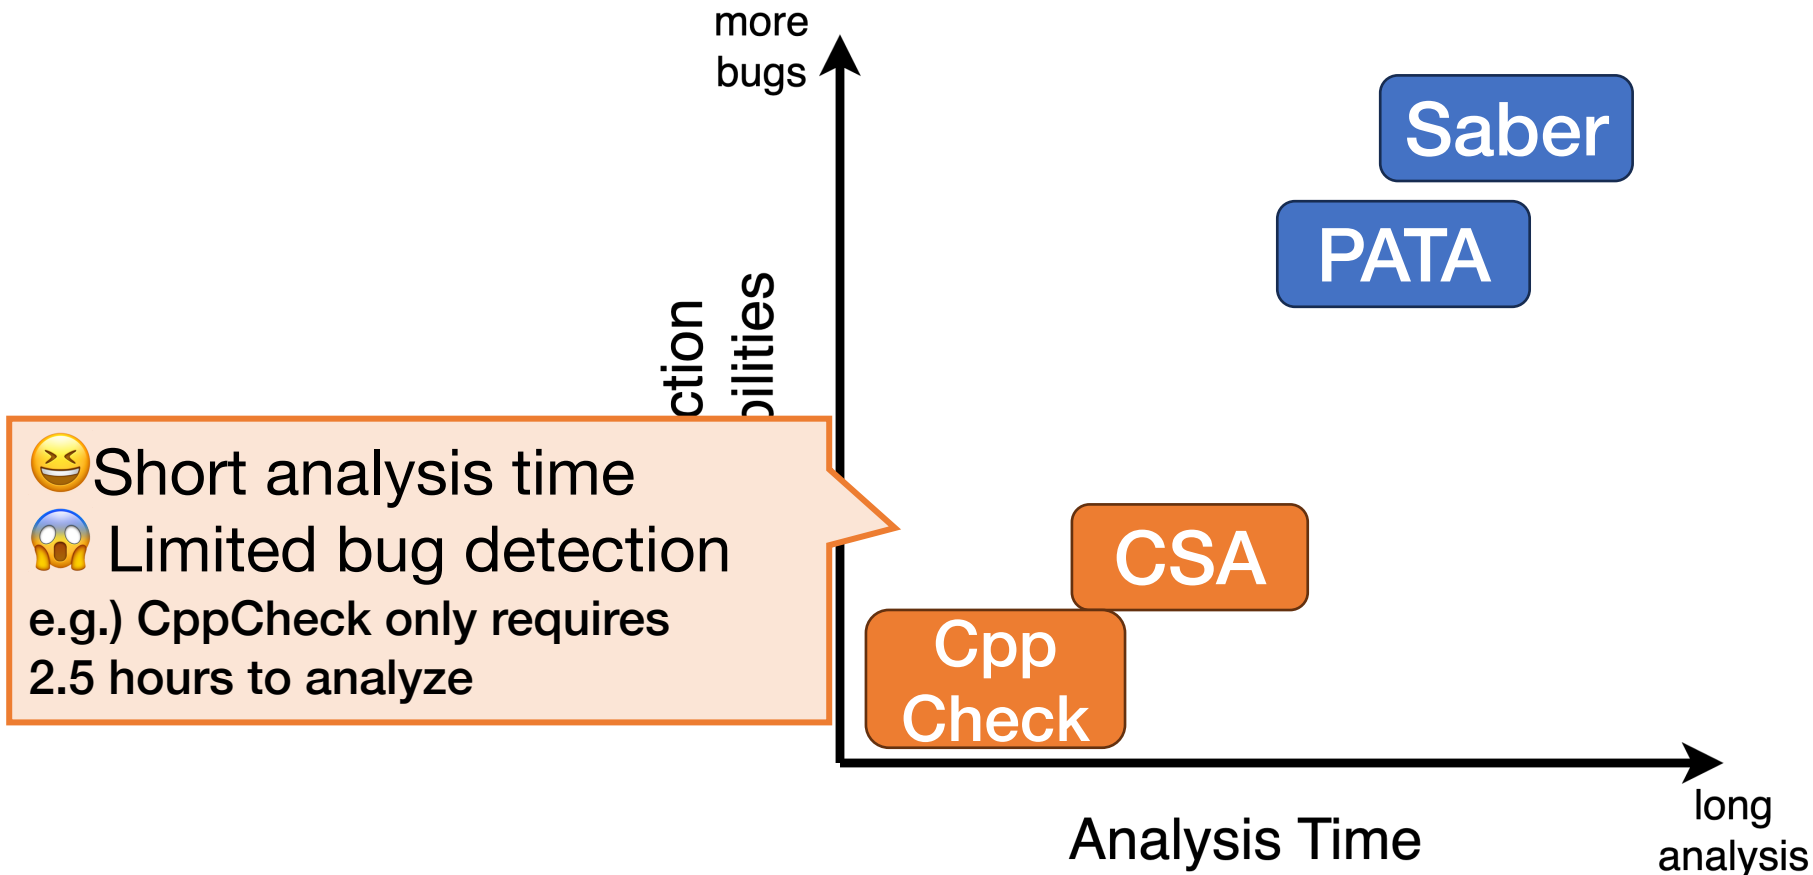 more
bugs
Saber
PATA
ction
bilities
Short analysis time
Limited bug detection
e.g.) CppCheck only requires
2.5 hours to analyze
CSA
Cpp
Check
Analysis Time
long
analysis